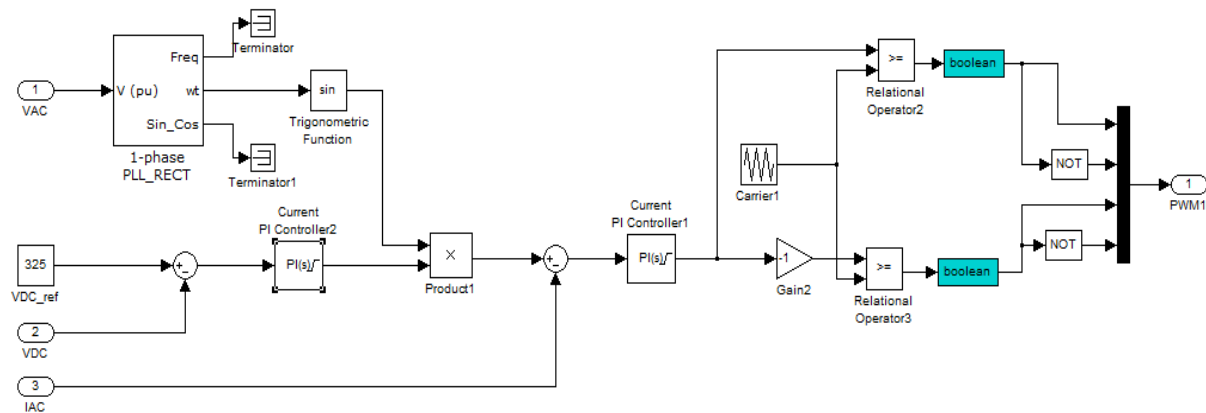 Freq
Terminator
V (pu)
wt
sin
1
VAC
Sin_Cos
Trigonometric
Function
1-phase
PLL_RECT
Terminator1
>=
boolean
Relational
Operator2
NOT
Carrier1
1
PWM1
Current
PI Controller2
Current
PI Controller1
325
VDC_ref
+
−
PI(s)
×
Product1
+
−
PI(s)
-1
Gain2
>=
boolean
NOT
Relational
Operator3
2
VDC
3
IAC